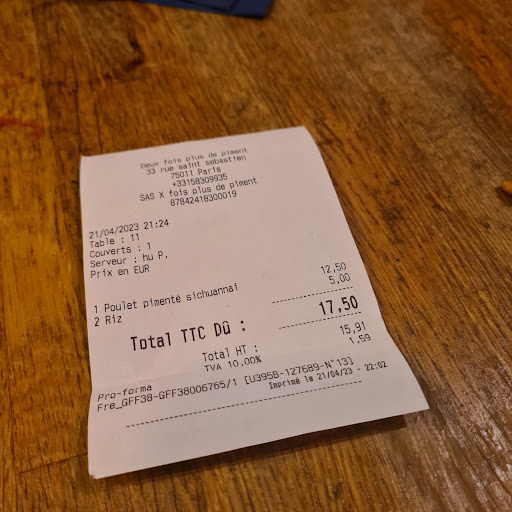 Deux fois plus de piment
33 rue saint sébastien
75011 Paris
+33158309935
SAS X fois plus de piment
87842418300019
21/04/2023 21:24
Table : 11
Couverts : 1
Serveur : hu P.
Prix en EUR
1 Poulet pimenté sichuannai 12,50
2 Riz 5,00
Total TTC Dû : 17,50
Total HT : 15,91
TVA 10,00% 1,59
Pro-forma
Fre_GFF38-GFF38006765/1 [U395B-127689-N°13]
Imprimé le 21/04/23 - 22:02